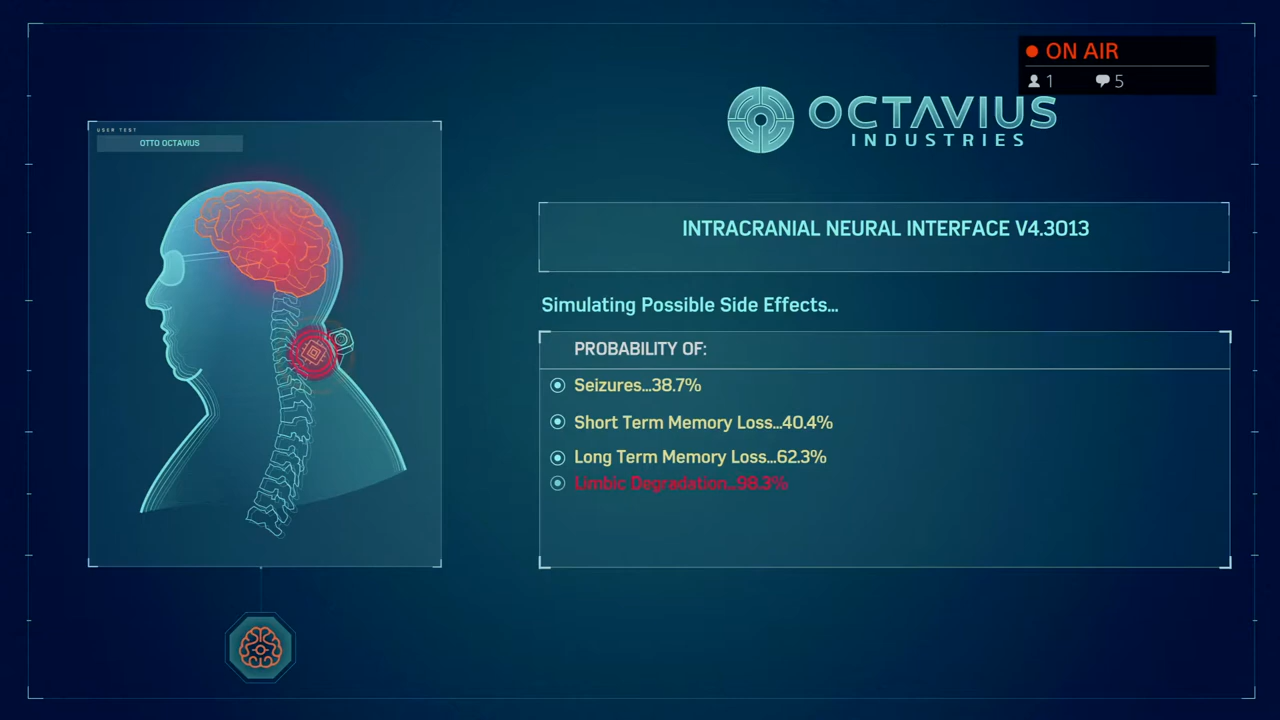 ON AIR
1 5
OCTAVIUS
INDUSTRIES
USER TEST
OTTO OCTAVIUS
INTRACRANIAL NEURAL INTERFACE V4.3013
Simulating Possible Side Effects...
PROBABILITY OF:
Seizures...38.7%
Short Term Memory Loss...40.4%
Long Term Memory Loss...62.3%
Limbic Degradation...98.3%